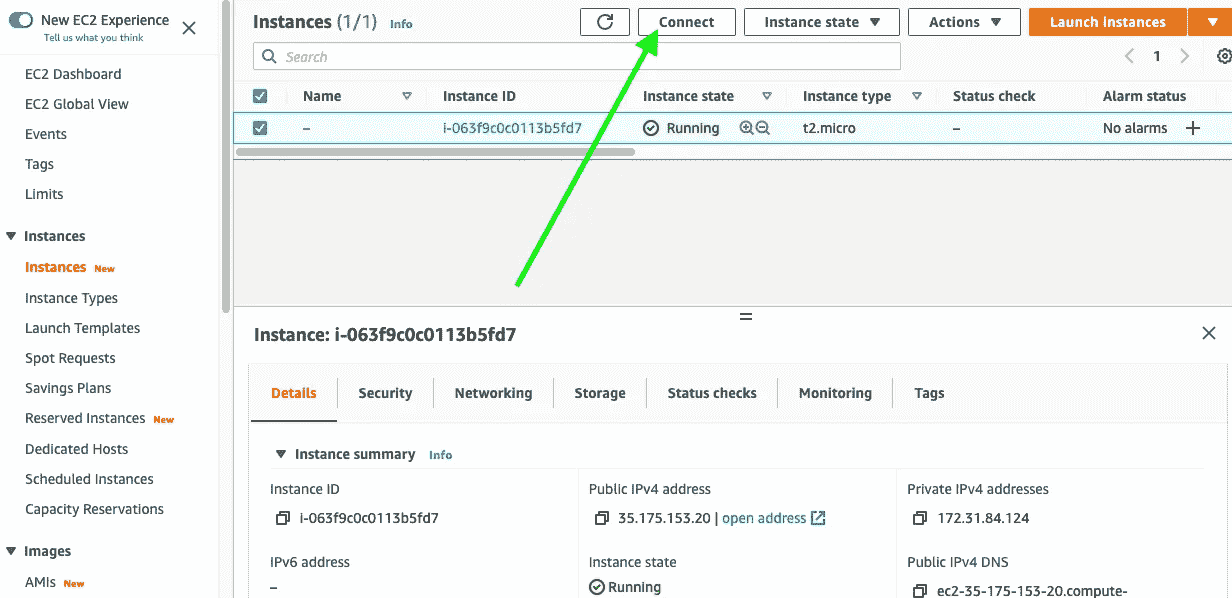 New EC2 Experience
Tell us what you think
EC2 Dashboard
EC2 Global View
Events
Tags
Limits
Instances
Instances New
Instance Types
Launch Templates
Spot Requests
Savings Plans
Reserved Instances New
Dedicated Hosts
Scheduled Instances
Capacity Reservations
Images
AMIs New
Instances (1/1) Info
Connect
Instance state
Actions
Launch Instances
Search
1
Name Instance ID Instance state Instance type Status check Alarm status
– i-063f9c0c0113b5fd7 Running t2.micro – No alarms +
Instance: i-063f9c0c0113b5fd7
Details Security Networking Storage Status checks Monitoring Tags
Instance summary Info
Instance ID Public IPv4 address Private IPv4 addresses
i-063f9c0c0113b5fd7 35.175.153.20 | open address 172.31.84.124
IPv6 address Instance state Public IPv4 DNS
– Running ec2-35-175-153-20.compute-